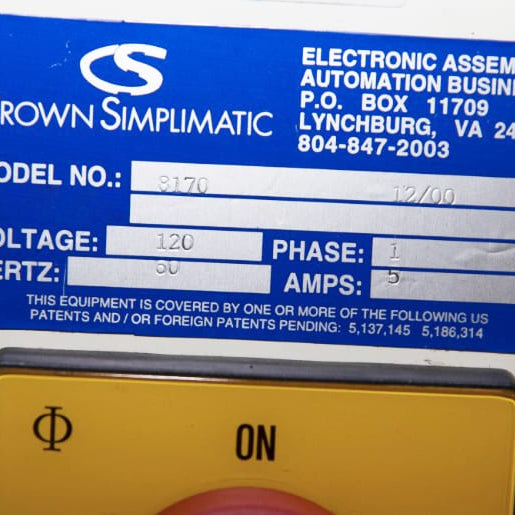 CS
ROWN SIMPLIMATIC
ELECTRONIC ASSEM
AUTOMATION BUSIN
P.O. BOX 11709
LYNCHBURG, VA 24
804-847-2003
ODEL NO.: 8170 12/00
OLTAGE: 120 PHASE: 1
ERTZ: 60 AMPS: 5
THIS EQUIPMENT IS COVERED BY ONE OR MORE OF THE FOLLOWING US
PATENTS AND / OR FOREIGN PATENTS PENDING: 5,137,145 5,186,314
Φ ON